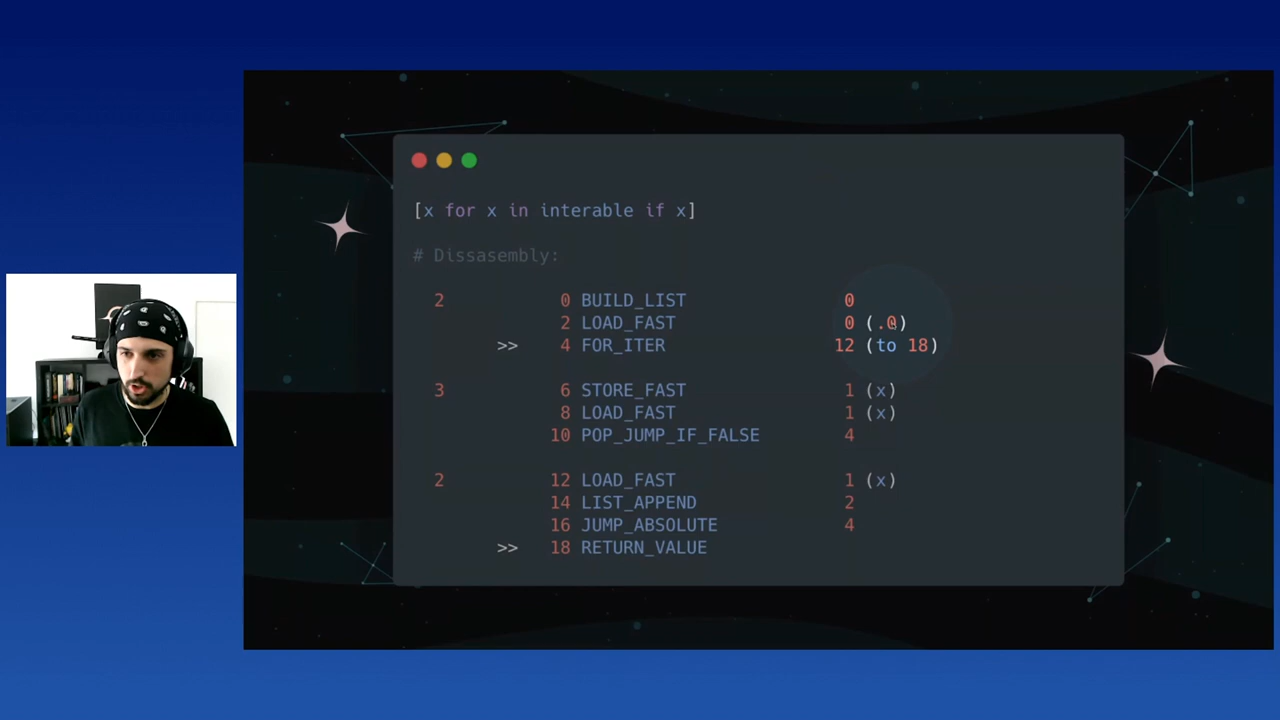 [x for x in interable if x]
# Dissasembly:
2 0 BUILD_LIST 0
2 LOAD_FAST 0 (.0)
>> 4 FOR_ITER 12 (to 18)
3 6 STORE_FAST 1 (x)
8 LOAD_FAST 1 (x)
10 POP_JUMP_IF_FALSE 4
2 12 LOAD_FAST 1 (x)
14 LIST_APPEND 2
16 JUMP_ABSOLUTE 4
>> 18 RETURN_VALUE